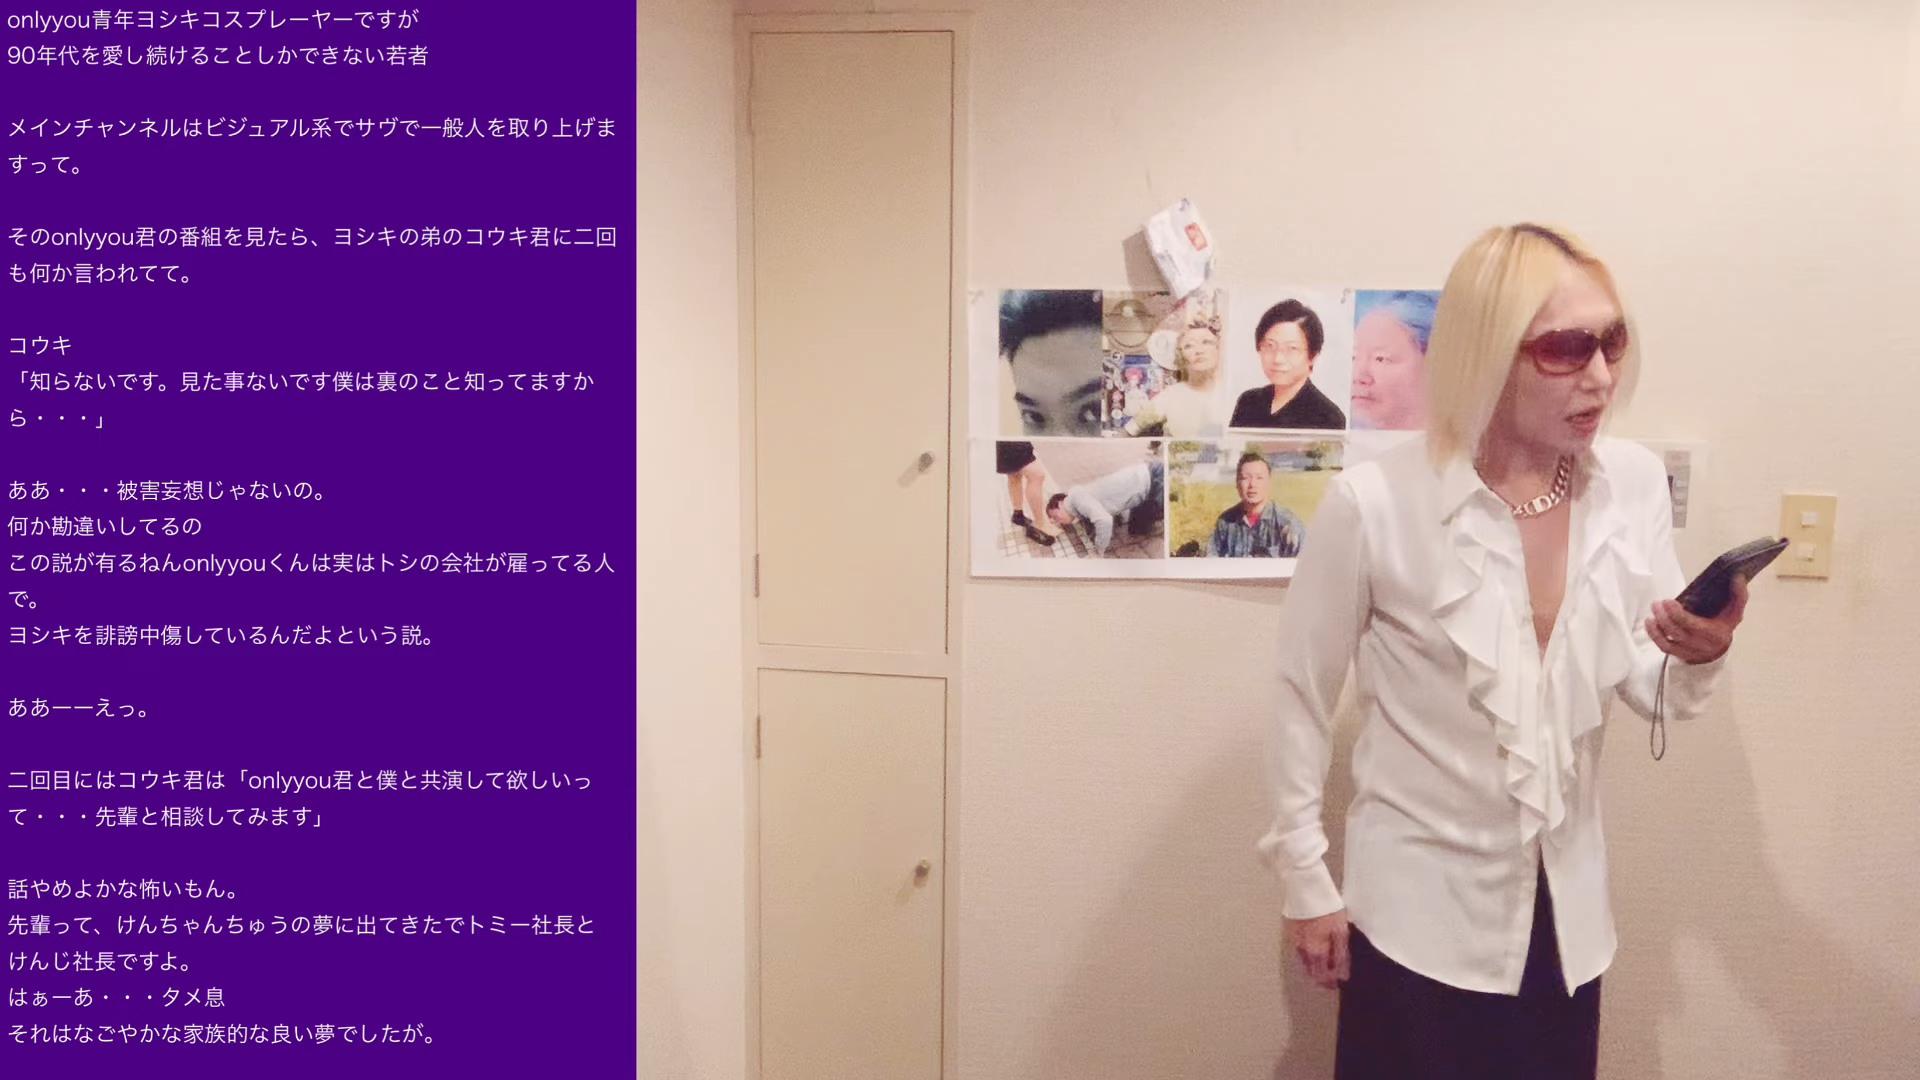 onlyyou青年ヨシキコスプレーヤーですが
90年代を愛し続けることしかできない若者
メインチャンネルはビジュアル系でサヴで一般人を取り上げま
すって。
そのonlyyou君の番組を見たら、ヨシキの弟のコウキ君に二回
も何か言われてて。
コウキ
「知らないです。見た事ないです僕は裏のこと知ってますか
ら・・・」
ああ・・・被害妄想じゃないの。
何か勘違いしてるの
この説が有るねんonlyyouくんは実はトシの会社が雇ってる人
で。
ヨシキを誹謗中傷しているんだよという説。
ああーーえっ。
二回目にはコウキ君は「onlyyou君と僕と共演して欲しいっ
て・・・先輩と相談してみます」
話やめよかな怖いもん。
先輩って、けんちゃんちゅうの夢に出てきたでトミー社長と
けんじ社長ですよ。
はぁーあ・・・タメ息
それはなごやかな家族的な良い夢でしたが。